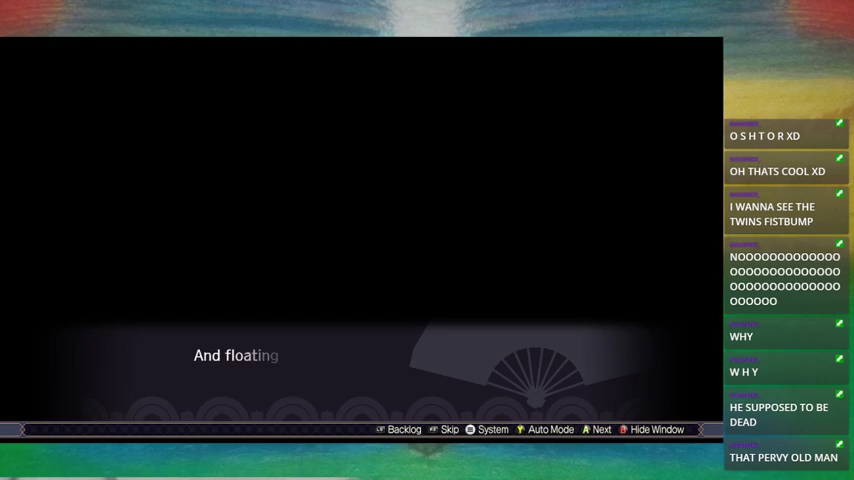 And floating
Backlog
Skip
System
Y Auto Mode
A Next
B Hide Window
O S H T O R XD
OH THATS COOL XD
I WANNA SEE THE
TWINS FISTBUMP
NOOOOOOOOOOOOO
OOOOOOOOOOOOOO
OOOOOOOOOOOOOO
OOOOOO
WHY
W H Y
HE SUPPOSED TO BE
DEAD
THAT PERVY OLD MAN